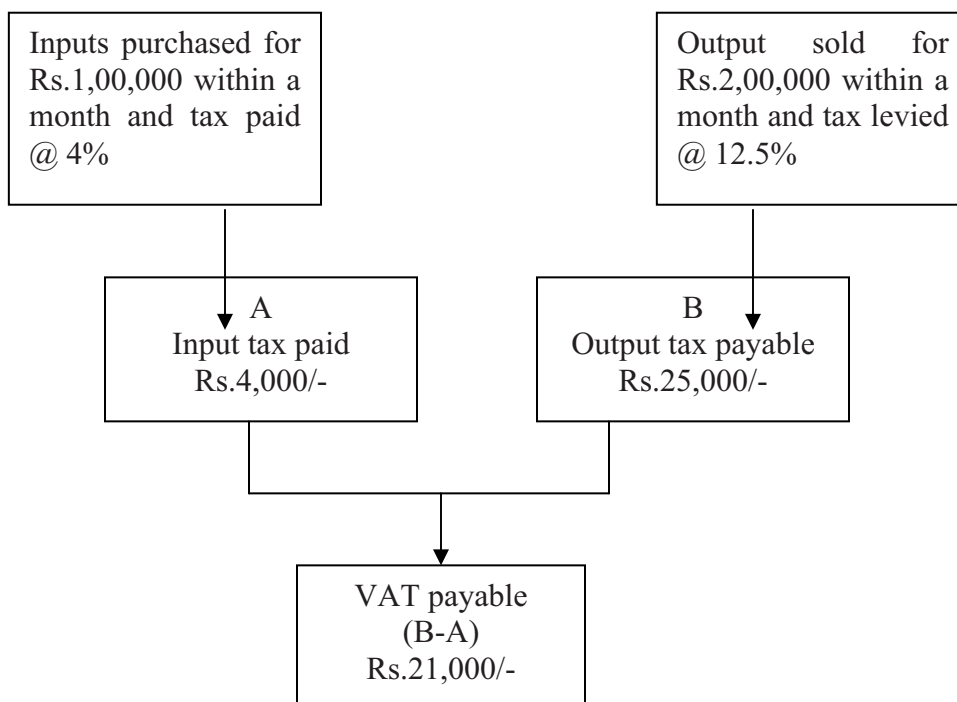 Inputs purchased for
Rs.1,00,000 within a
month and tax paid
@ 4%
Output sold for
Rs.2,00,000 within a
month and tax levied
@ 12.5%
A
Input tax paid
Rs.4,000/-
B
Output tax payable
Rs.25,000/-
VAT payable
(B-A)
Rs.21,000/-